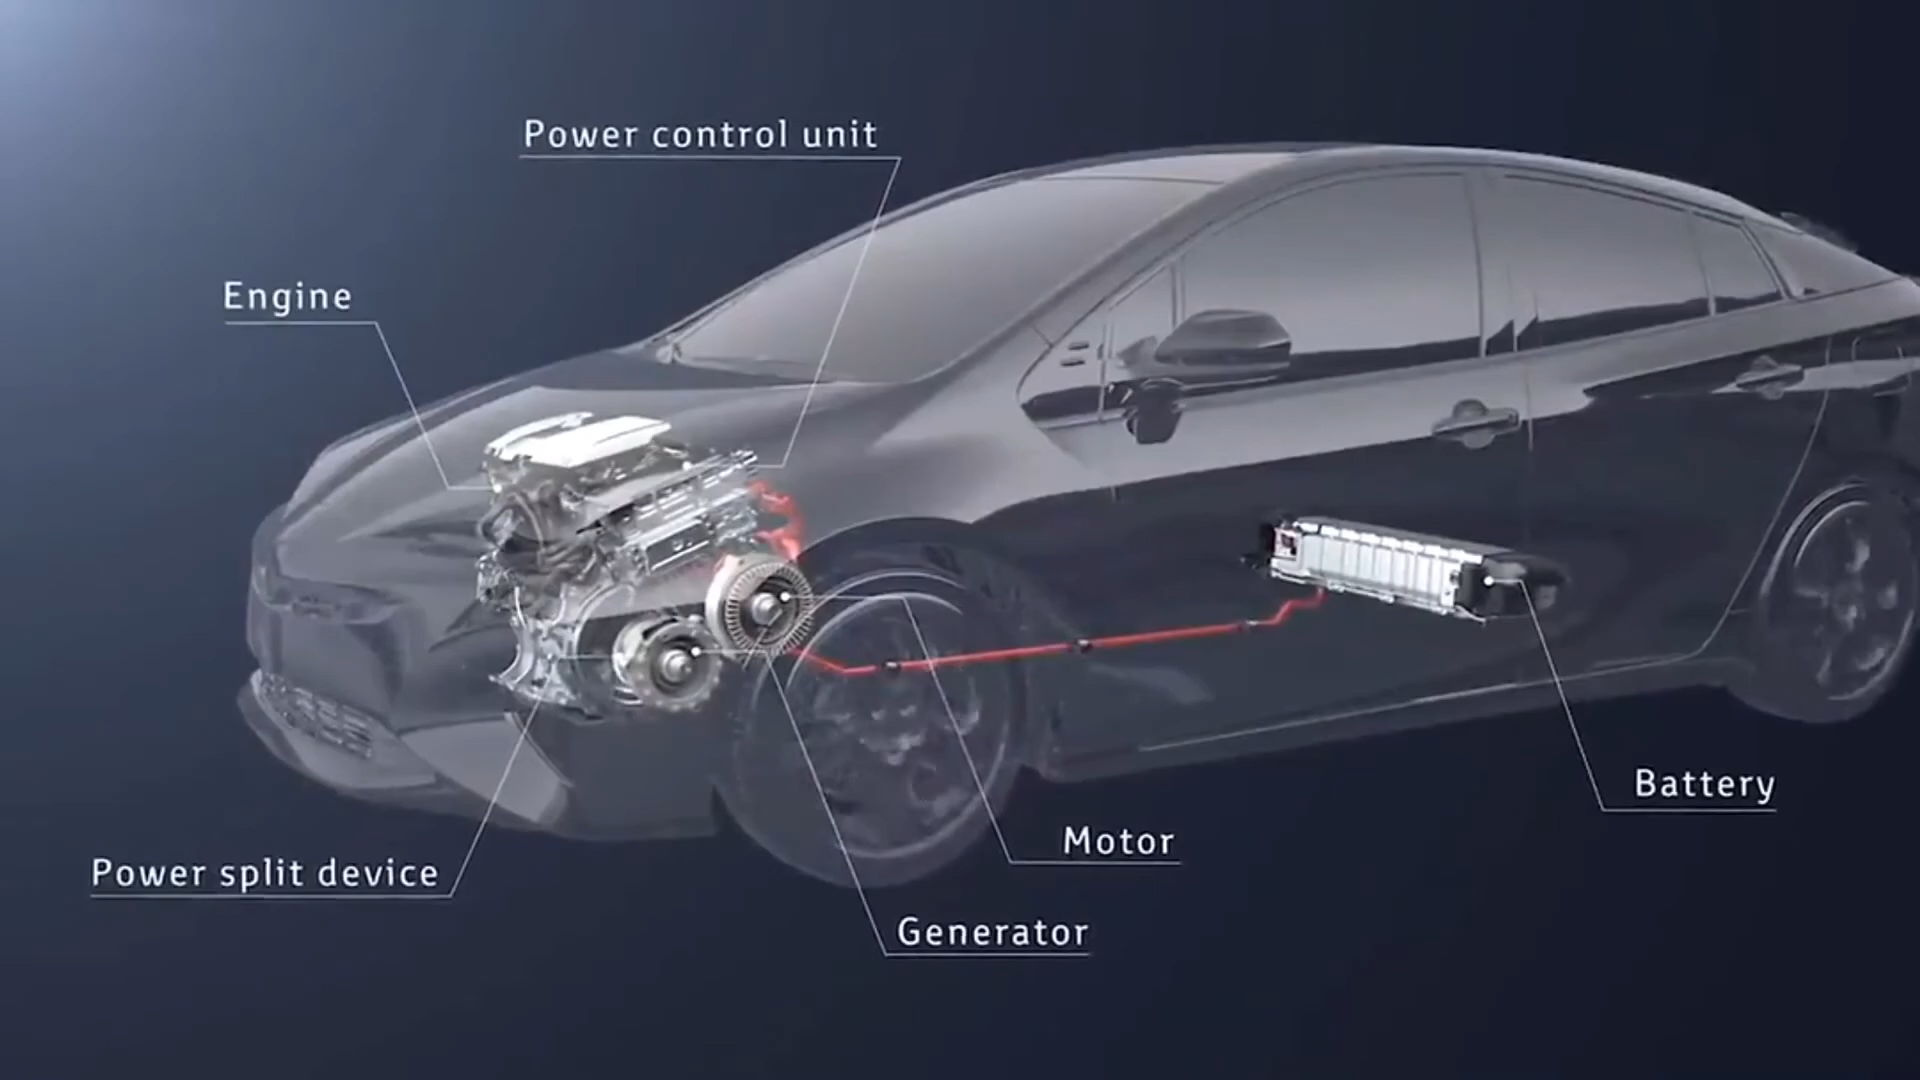 Power control unit
Engine
Battery
Motor
Power split device
Generator